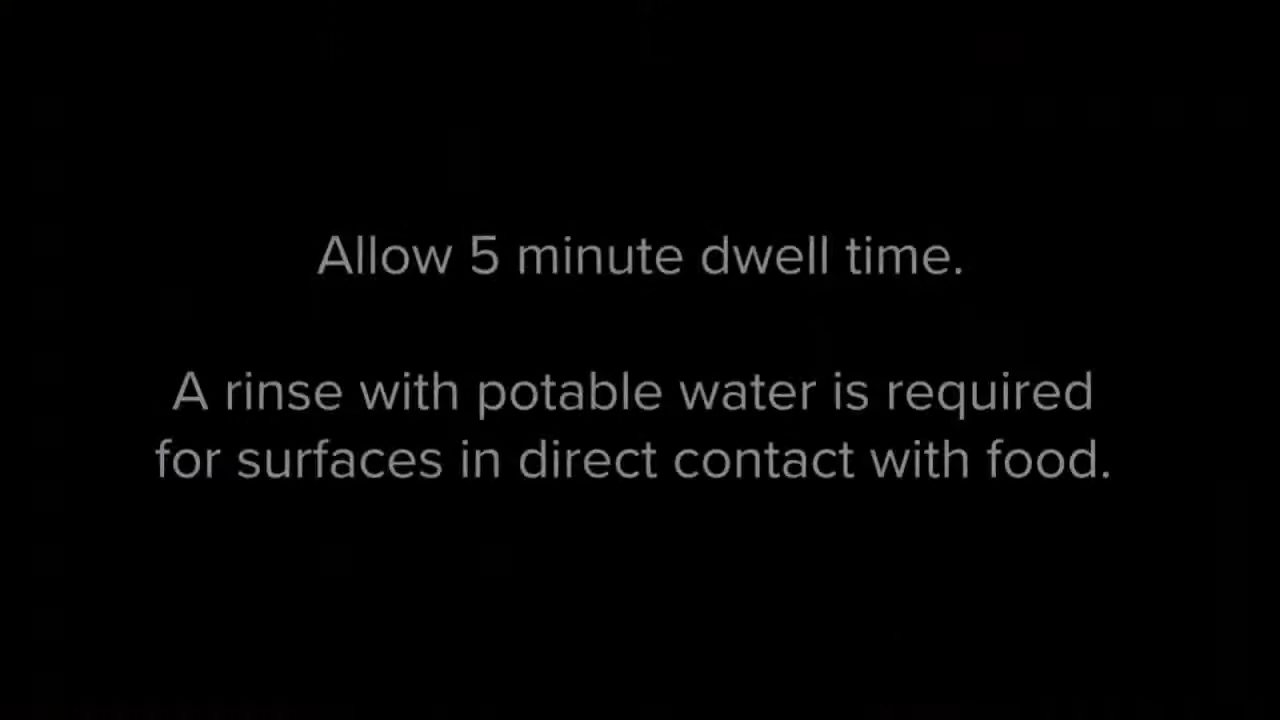 Allow 5 minute dwell time.
A rinse with potable water is required
for surfaces in direct contact with food.